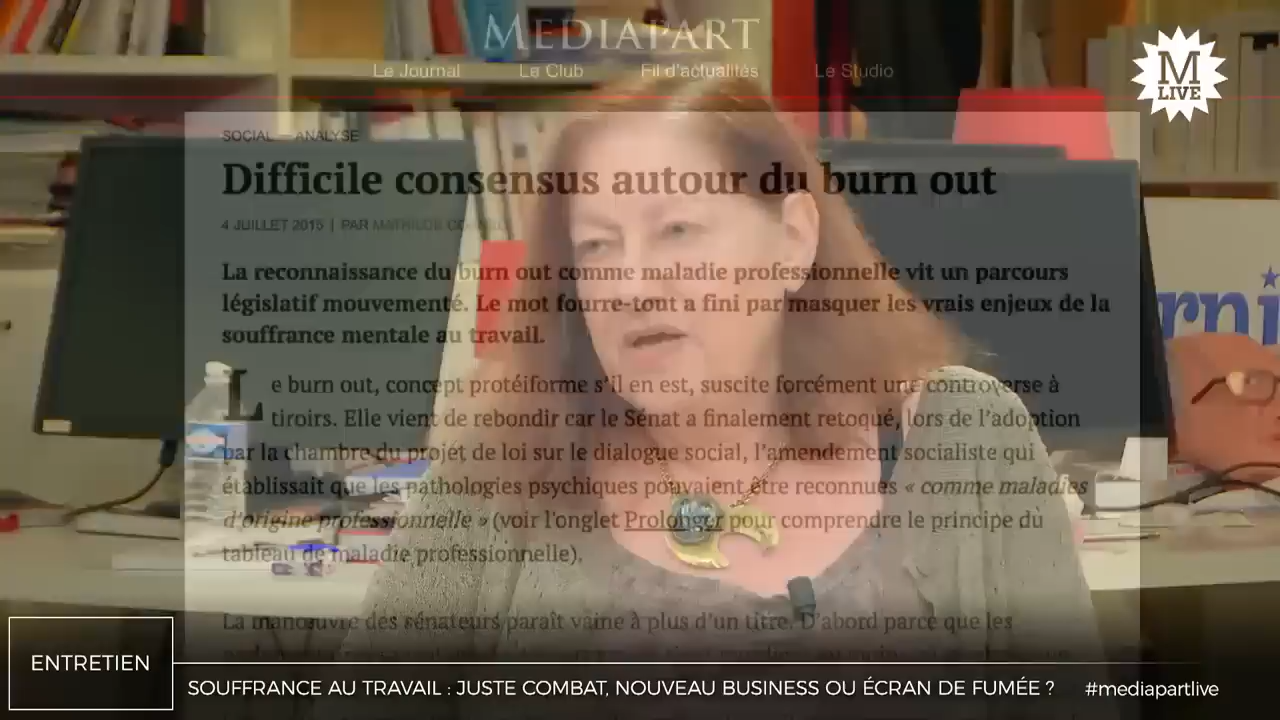 MEDIAPART
Le Journal Le Club Fil d'actualités Le Studio
M
LIVE
SOCIAL — ANALYSE
Difficile consensus autour du burn out
4 JUILLET 2015 | PAR MATHILDE
La reconnaissance du burn out comme maladie professionnelle vit un parcours
législatif mouvementé. Le mot fourre-tout a fini par masquer les vrais enjeux de la
souffrance mentale au travail.
Le burn out, concept protéiforme s'il en est, suscite forcément une controverse à
tiroirs. Elle vient de rebondir car le Sénat a finalement retoqué, lors de l'adoption
par la chambre du projet de loi sur le dialogue social, l'amendement socialiste qui
établissait que les pathologies psychiques pouvaient être reconnues « comme maladies
d'origine professionnelle » (voir l'onglet Prolonger pour comprendre le principe du
tableau de maladie professionnelle).
La manœuvre des sénateurs paraît vaine à plus d'un titre. D'abord parce que les
ENTRETIEN
SOUFFRANCE AU TRAVAIL : JUSTE COMBAT, NOUVEAU BUSINESS OU ÉCRAN DE FUMÉE ? #mediapartlive